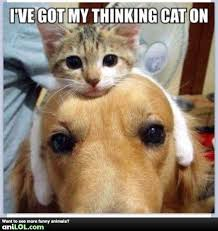 I'VE GOT MY THINKING CAT ON
Want to see more funny animals?
aniLOL.com